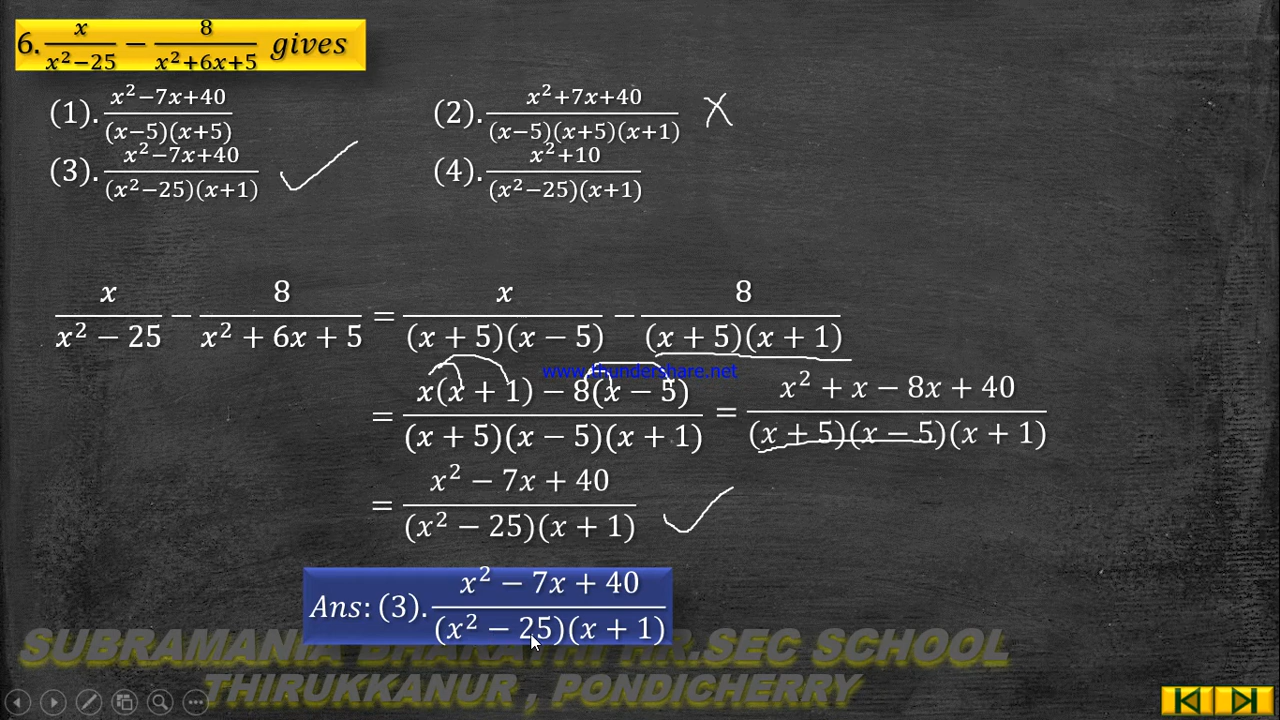 6. x/(x²−25) − 8/(x²+6x+5) gives
(1). (x²−7x+40)/((x−5)(x+5)) (2). (x²+7x+40)/((x−5)(x+5)(x+1)) X
(3). (x²−7x+40)/((x²−25)(x+1)) ✓ (4). (x²+10)/((x²−25)(x+1))
x/(x² − 25) − 8/(x² + 6x + 5) = x/((x + 5)(x − 5)) − 8/((x + 5)(x + 1))
www.thundershare.net
= (x(x + 1) − 8(x − 5))/((x + 5)(x − 5)(x + 1)) = (x² + x − 8x + 40)/((x + 5)(x − 5)(x + 1))
= (x² − 7x + 40)/((x² − 25)(x + 1)) ✓
Ans: (3). (x² − 7x + 40)/((x² − 25)(x + 1))
SUBRAMANIA HR.SEC SCHOOL
THIRUKKANUR , PONDICHERRY